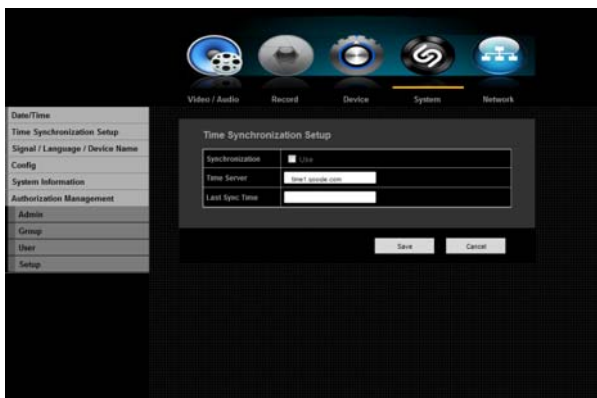 Video / Audio
Record
Device
System
Network
Date/Time
Time Synchronization Setup
Signal / Language / Device Name
Config
System Information
Authorization Management
Admin
Group
User
Setup
Time Synchronization Setup
Synchronization
Use
Time Server
Last Sync Time
Save
Cancel